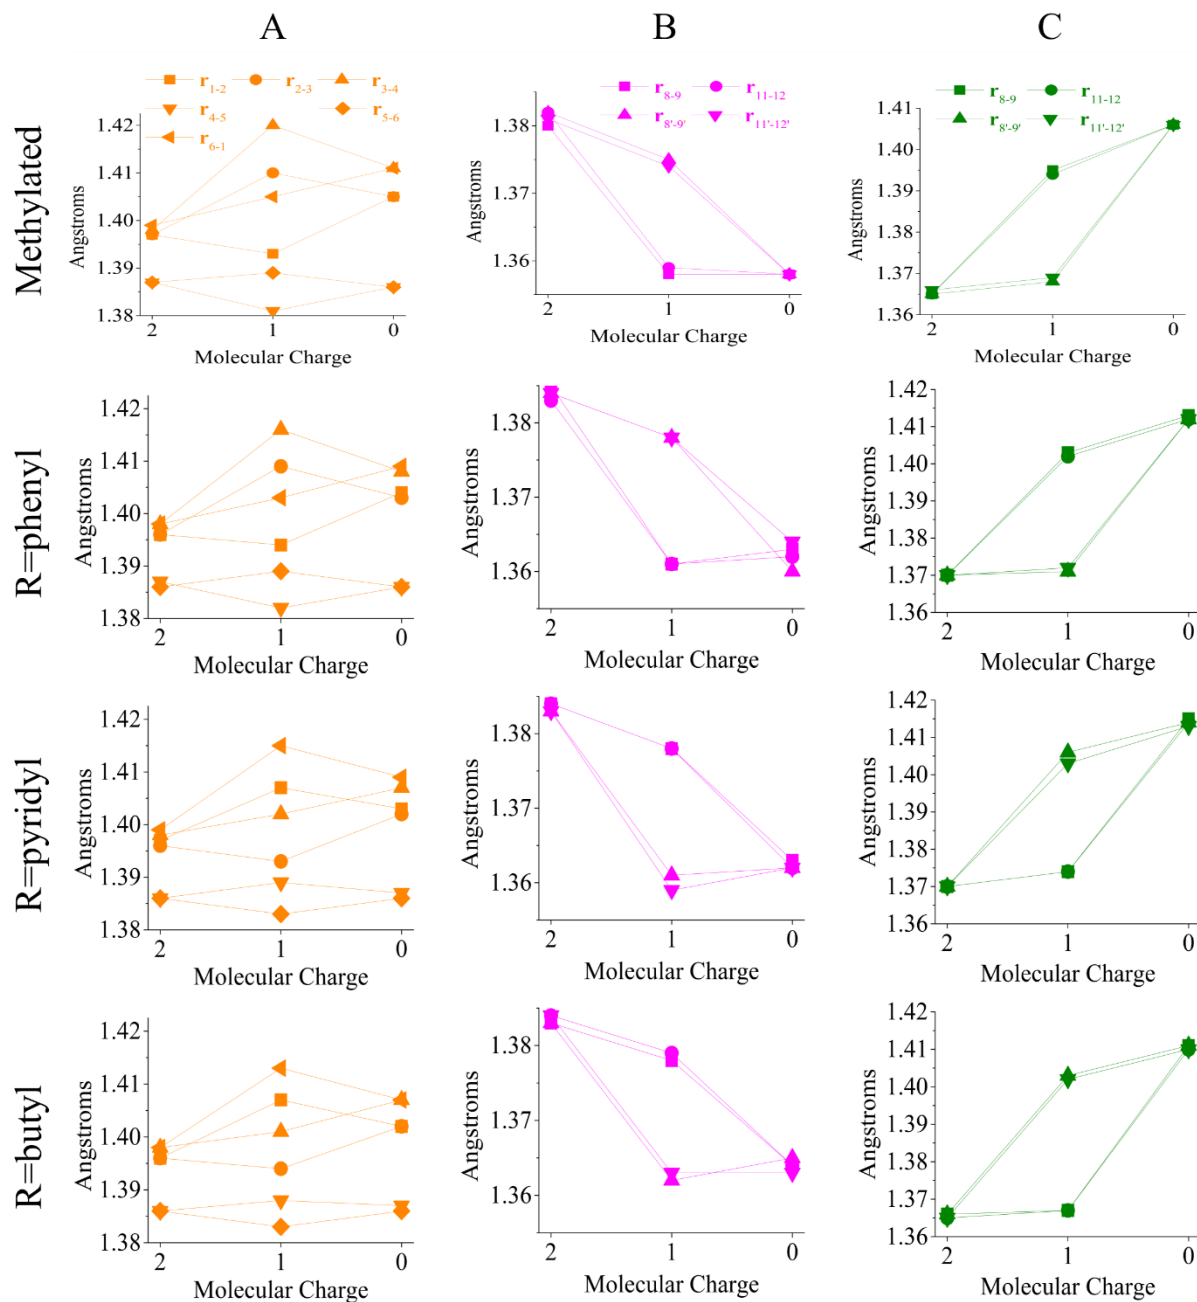 A B C
Methylated
r1-2 r2-3 r3-4
r4-5 r5-6
r6-1
1.42
1.41
1.40
1.39
1.38
Angstroms
2 1 0
Molecular Charge
r8-9 r11-12
r8'-9' r11'-12'
1.38
1.37
1.36
Angstroms
2 1 0
Molecular Charge
r8-9 r11-12
r8'-9' r11'-12'
1.41
1.40
1.39
1.38
1.37
1.36
Angstroms
2 1 0
Molecular Charge
R=phenyl
1.42
1.41
1.40
1.39
1.38
Angstroms
2 1 0
Molecular Charge
1.38
1.37
1.36
Angstroms
2 1 0
Molecular Charge
1.42
1.41
1.40
1.39
1.38
1.37
1.36
Angstroms
2 1 0
Molecular Charge
R=pyridyl
1.42
1.41
1.40
1.39
1.38
Angstroms
2 1 0
Molecular Charge
1.38
1.37
1.36
Angstroms
2 1 0
Molecular Charge
1.42
1.41
1.40
1.39
1.38
1.37
1.36
Angstroms
2 1 0
Molecular Charge
R=butyl
1.42
1.41
1.40
1.39
1.38
Angstroms
2 1 0
Molecular Charge
1.38
1.37
1.36
Angstroms
2 1 0
Molecular Charge
1.42
1.41
1.40
1.39
1.38
1.37
1.36
Angstroms
2 1 0
Molecular Charge